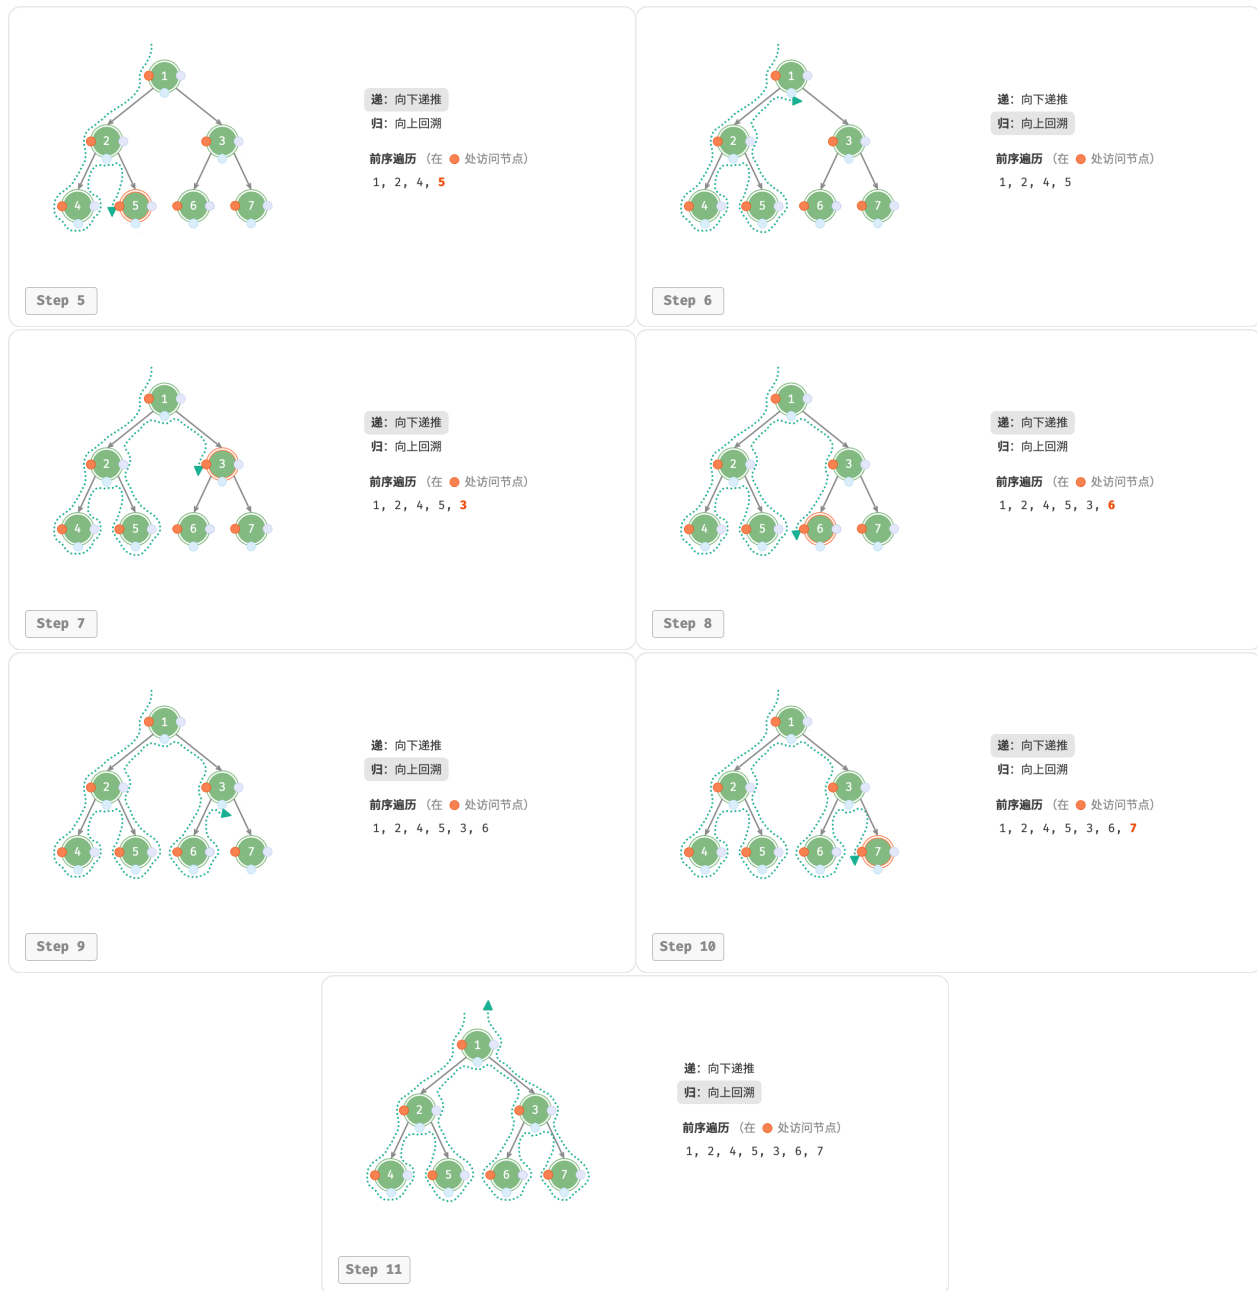 1
2
3
4
5
6
7
递：向下递推
归：向上回溯
前序遍历（在 处访问节点）
1, 2, 4, 5
Step 5
1
2
3
4
5
6
7
递：向下递推
归：向上回溯
前序遍历（在 处访问节点）
1, 2, 4, 5
Step 6
1
2
3
4
5
6
7
递：向下递推
归：向上回溯
前序遍历（在 处访问节点）
1, 2, 4, 5, 3
Step 7
1
2
3
4
5
6
7
递：向下递推
归：向上回溯
前序遍历（在 处访问节点）
1, 2, 4, 5, 3, 6
Step 8
1
2
3
4
5
6
7
递：向下递推
归：向上回溯
前序遍历（在 处访问节点）
1, 2, 4, 5, 3, 6
Step 9
1
2
3
4
5
6
7
递：向下递推
归：向上回溯
前序遍历（在 处访问节点）
1, 2, 4, 5, 3, 6, 7
Step 10
1
2
3
4
5
6
7
递：向下递推
归：向上回溯
前序遍历（在 处访问节点）
1, 2, 4, 5, 3, 6, 7
Step 11